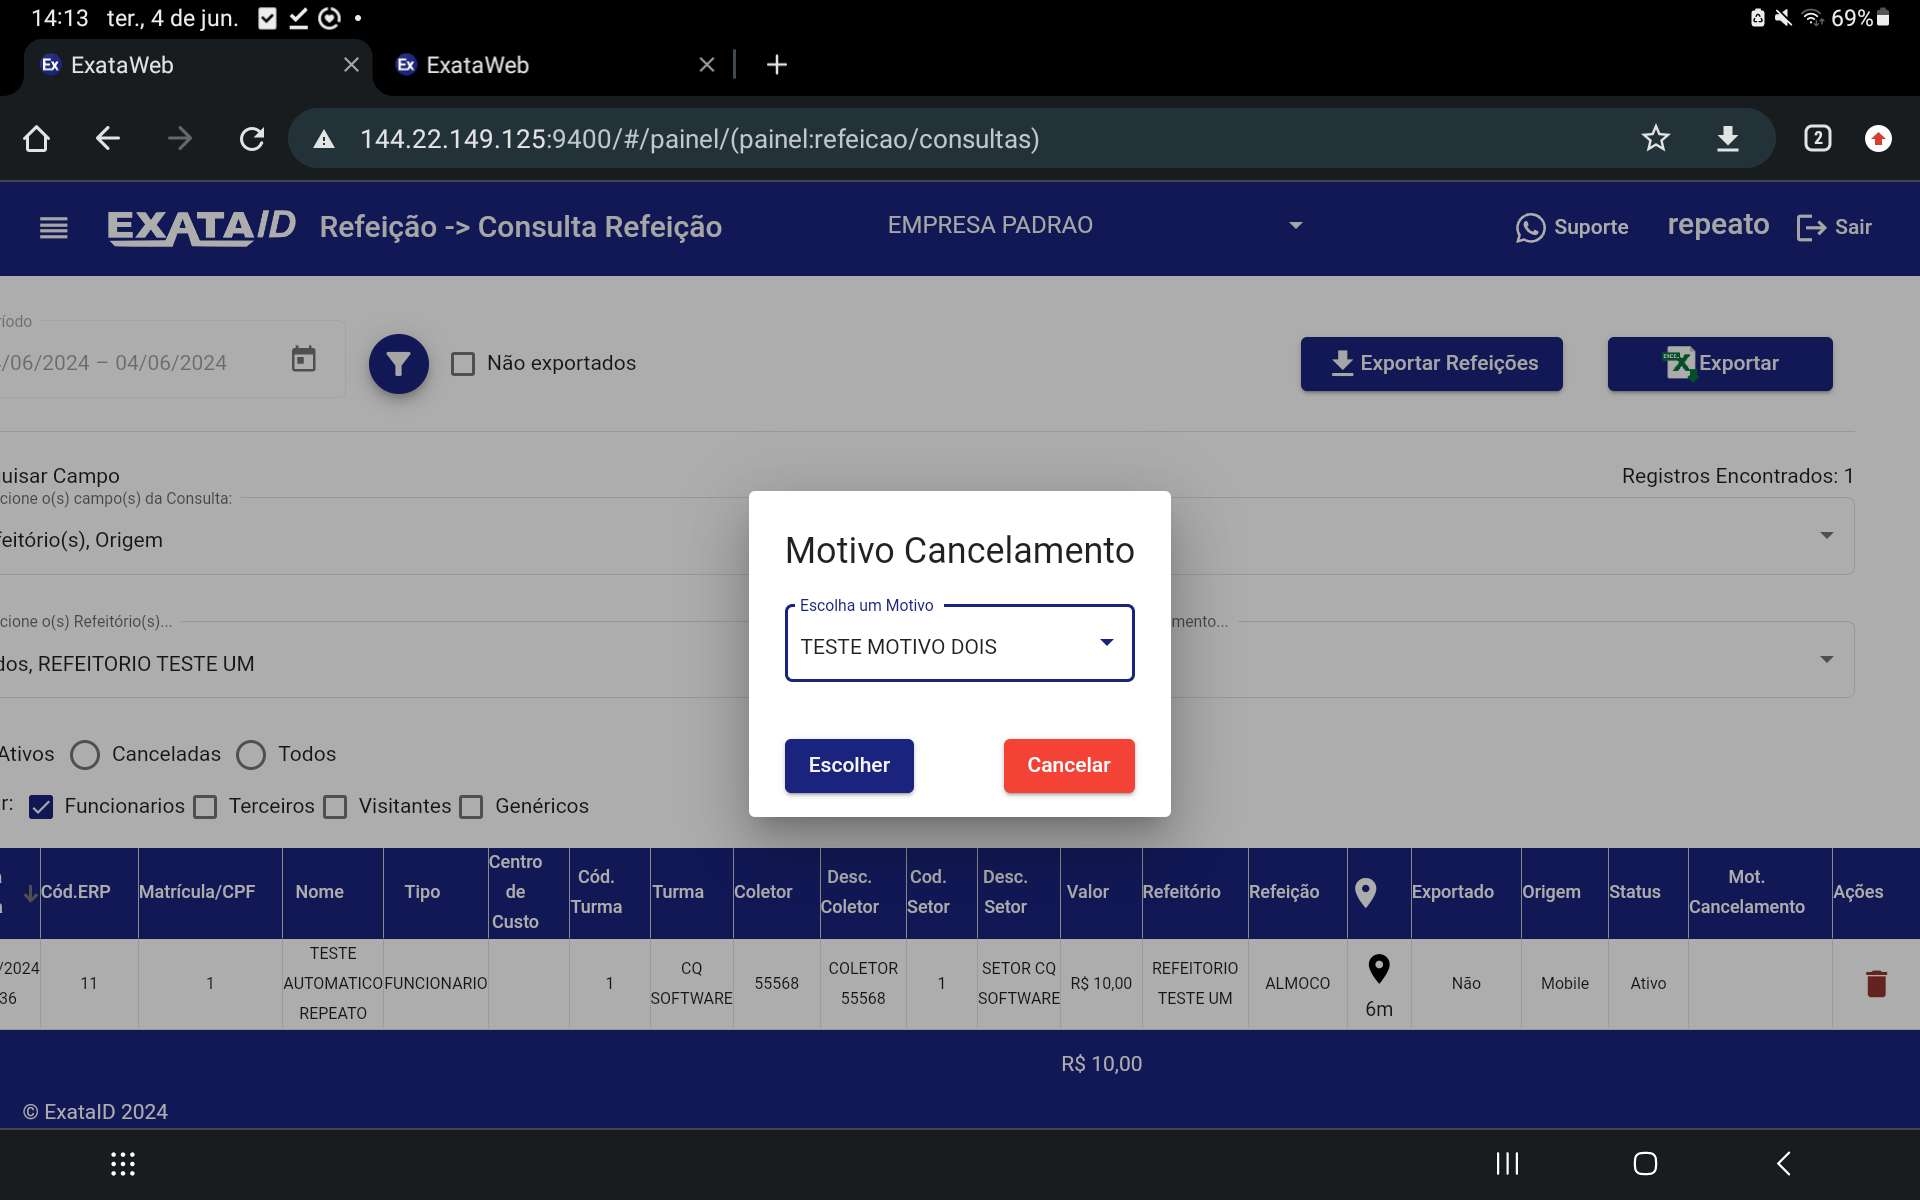 14:13 ter., 4 de jun.
69%
Ex ExataWeb
Ex ExataWeb
144.22.149.125:9400/#/painel/(painel:refeicao/consultas)
2
EXATAID Refeição -> Consulta Refeição
EMPRESA PADRAO
Suporte
repeato
Sair
íodo
/06/2024 – 04/06/2024
Não exportados
Exportar Refeições
Exportar
uisar Campo
Registros Encontrados: 1
cione o(s) campo(s) da Consulta:
feitório(s), Origem
cione o(s) Refeitório(s)...
mento...
dos, REFEITORIO TESTE UM
Motivo Cancelamento
Escolha um Motivo
TESTE MOTIVO DOIS
Escolher
Cancelar
Ativos
Canceladas
Todos
r:
Funcionarios
Terceiros
Visitantes
Genéricos
Cód.ERP
Matrícula/CPF
Nome
Tipo
Centro
de
Custo
Cód.
Turma
Turma
Coletor
Desc.
Coletor
Cod.
Setor
Desc.
Setor
Valor
Refeitório
Refeição
Exportado
Origem
Status
Mot.
Cancelamento
Ações
/2024
36
11
1
TESTE
AUTOMATICO
REPEATO
FUNCIONARIO
1
CQ
SOFTWARE
55568
COLETOR
55568
1
SETOR CQ
SOFTWARE
R$ 10,00
REFEITORIO
TESTE UM
ALMOCO
6m
Não
Mobile
Ativo
R$ 10,00
© ExataID 2024